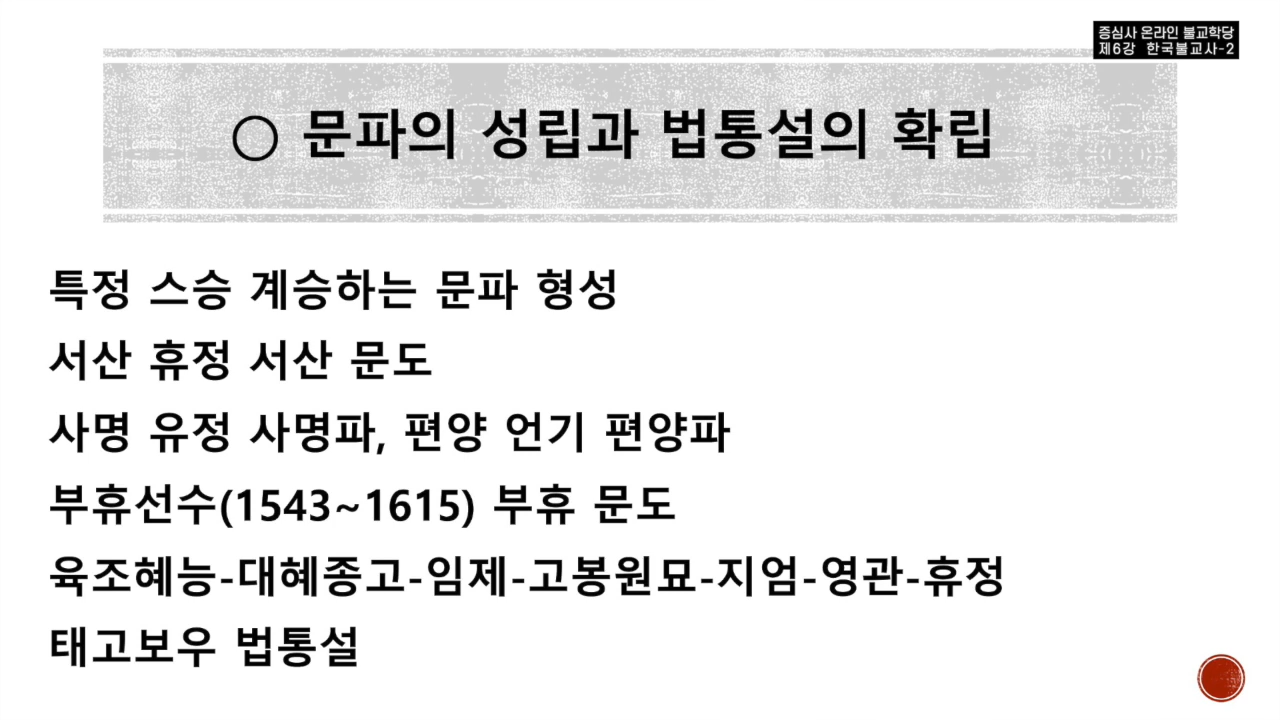 증심사 온라인 불교학당
제6강 한국불교사-2
○ 문파의 성립과 법통설의 확립
특정 스승 계승하는 문파 형성
서산 휴정 서산 문도
사명 유정 사명파, 편양 언기 편양파
부휴선수(1543~1615) 부휴 문도
육조혜능-대혜종고-임제-고봉원묘-지엄-영관-휴정
태고보우 법통설